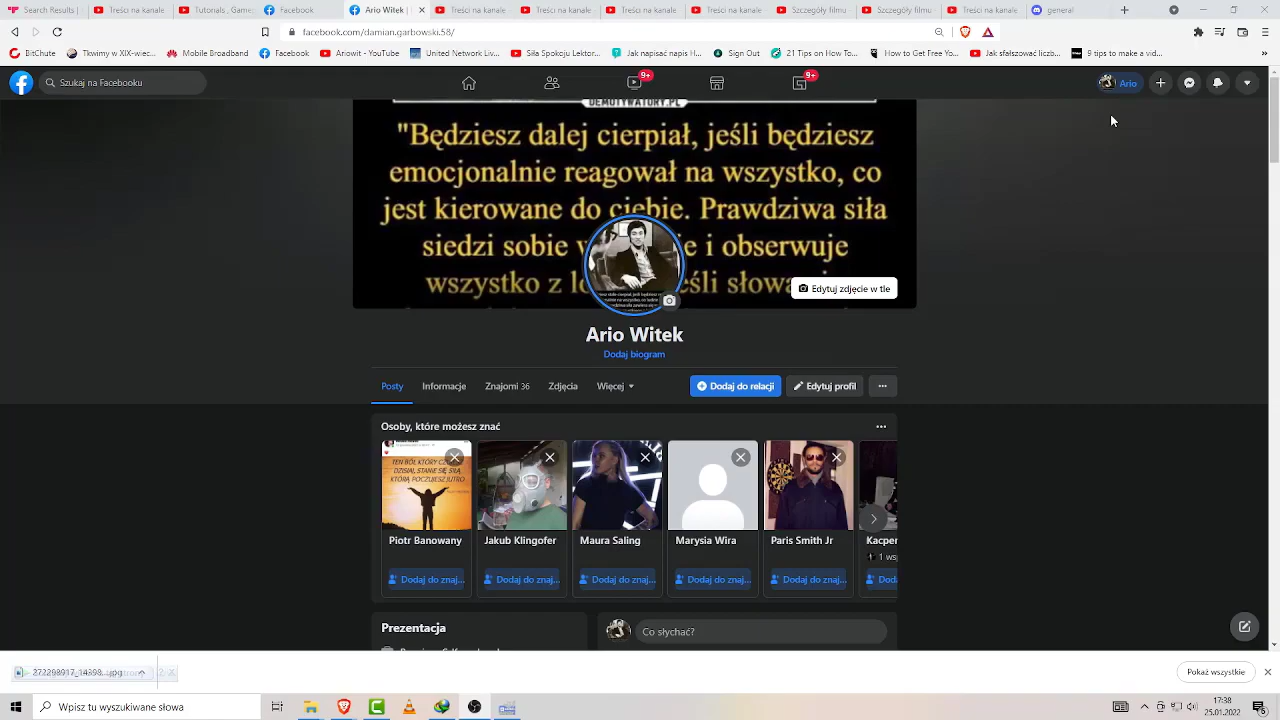 Search Results |
Treści na kanale
Tutorials , Games
Facebook
Ario Witek
Treści na kanale
Treści na kanale
Treści na kanale
Treści na kanale
Szczegóły filmu
Szczegóły filmu
Treści na kanale
general
facebook.com/damian.garbowski.58/
BitChute
Tkwimy w XIX-wiec...
Mobile Broadband
Facebook
Ariowit - YouTube
United Network Liv...
Siła Spokoju Lektor...
Jak napisać napis H...
Sign Out
21 Tips on How To...
How to Get Free Yo...
Jak sfalszować liczb...
9 tips to make a vid...
Szukaj na Facebooku
9+
9+
Ario
DEMOTYWATORY.PL
"Będziesz dalej cierpiał, jeśli będziesz
emocjonalnie reagował na wszystko, co
jest kierowane do ciebie. Prawdziwa siła
siedzi sobie w e i obserwuje
wszystko z
Edytuj zdjęcie w tle
Ario Witek
Dodaj biogram
Posty
Informacje
Znajomi 36
Zdjęcia
Więcej
Dodaj do relacji
Edytuj profil
Osoby, które możesz znać
Piotr Banowany
Jakub Klingofer
Maura Saling
Marysia Wira
Paris Smith Jr
Kacper
1 wsp
Dodaj do znaj...
Dodaj do znaj...
Dodaj do znaj...
Dodaj do znaj...
Dodaj do znaj...
Doda
Prezentacja
Co słychać?
Pokaż wszystkie
Wpisz tu wyszukiwane słowa
17:38
25.01.2022